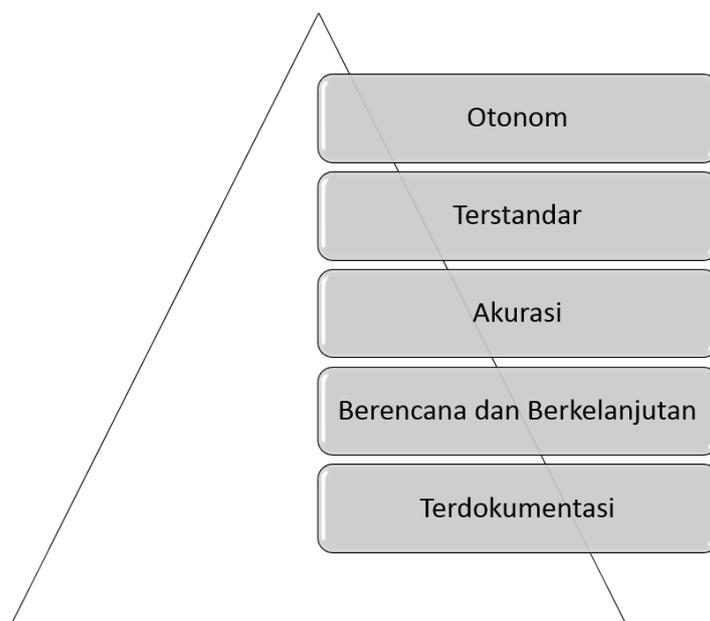 Otonom
Terstandar
Akurasi
Berencana dan Berkelanjutan
Terdokumentasi